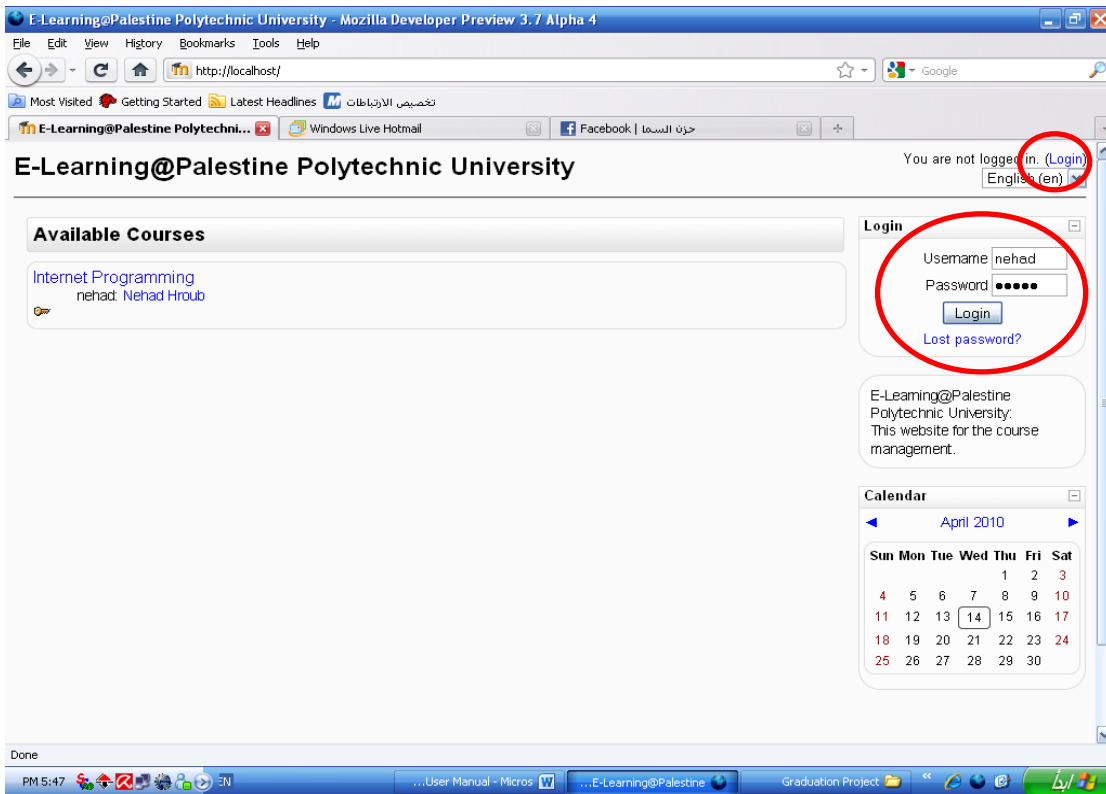 E-Learning@Palestine Polytechnic University - Mozilla Developer Preview 3.7 Alpha 4
File Edit View History Bookmarks Tools Help
http://localhost/ Google
Most Visited Getting Started Latest Headlines تخصيص الارتباطات
E-Learning@Palestine Polytechni... Windows Live Hotmail Facebook | حزن السما
E-Learning@Palestine Polytechnic University
You are not logged in. (Login)
English (en)
Available Courses
Internet Programming
nehad: Nehad Hroub
Login
Username nehad
Password •••••
Login
Lost password?
E-Learning@Palestine
Polytechnic University:
This website for the course
management.
Calendar
◄ April 2010 ►
Sun Mon Tue Wed Thu Fri Sat
1 2 3
4 5 6 7 8 9 10
11 12 13 14 15 16 17
18 19 20 21 22 23 24
25 26 27 28 29 30
Done
PM 5:47 EN ...User Manual - Micros ...E-Learning@Palestine Graduation Project « ابدأ